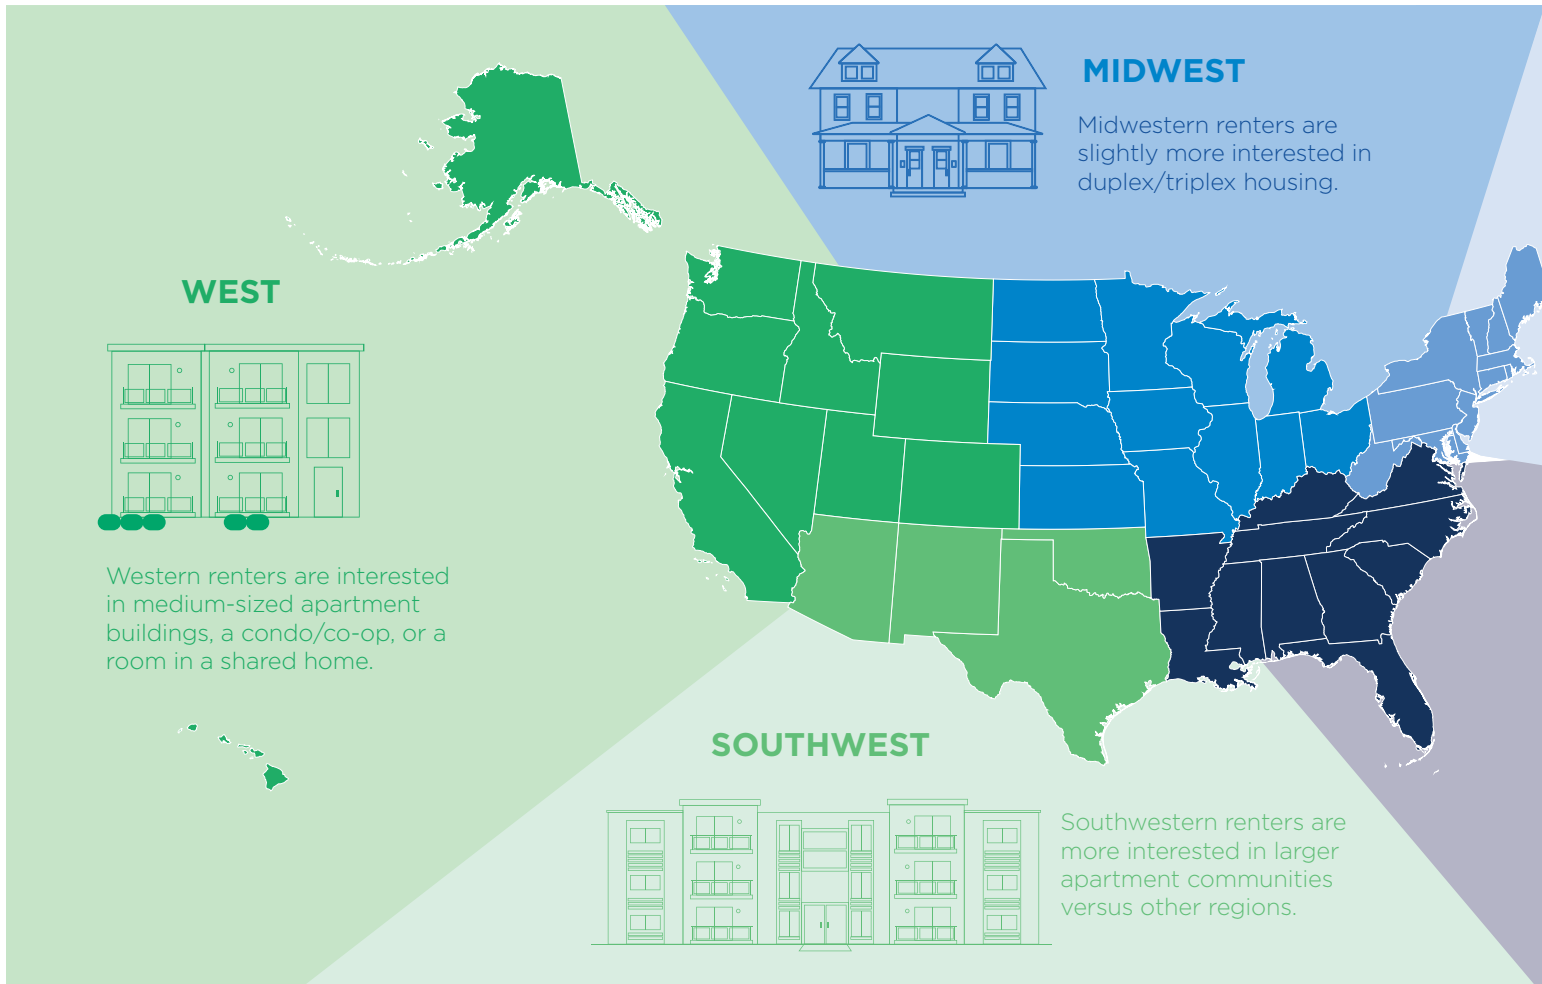 MIDWEST
Midwestern renters are
slightly more interested in
duplex/triplex housing.
WEST
Western renters are interested
in medium-sized apartment
buildings, a condo/co-op, or a
room in a shared home.
SOUTHWEST
Southwestern renters are
more interested in larger
apartment communities
versus other regions.